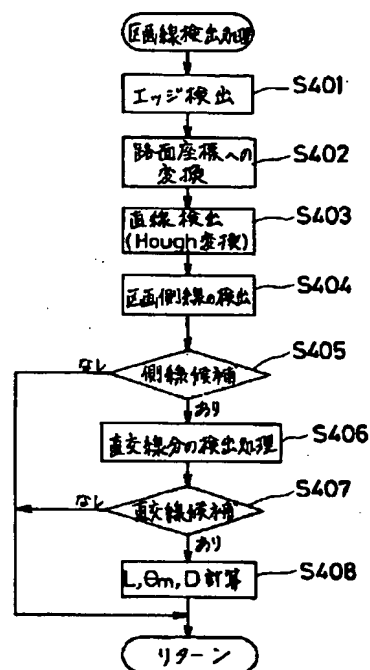 区画線検出処理
エッジ検出
S401
路面座標への
変換
S402
直線検出
(Hough変換)
S403
区画側線の検出
S404
側線候補
S405
なし
あり
直交線分の検出処理
S406
直交線候補
S407
なし
あり
L,θm,D計算
S408
リターン